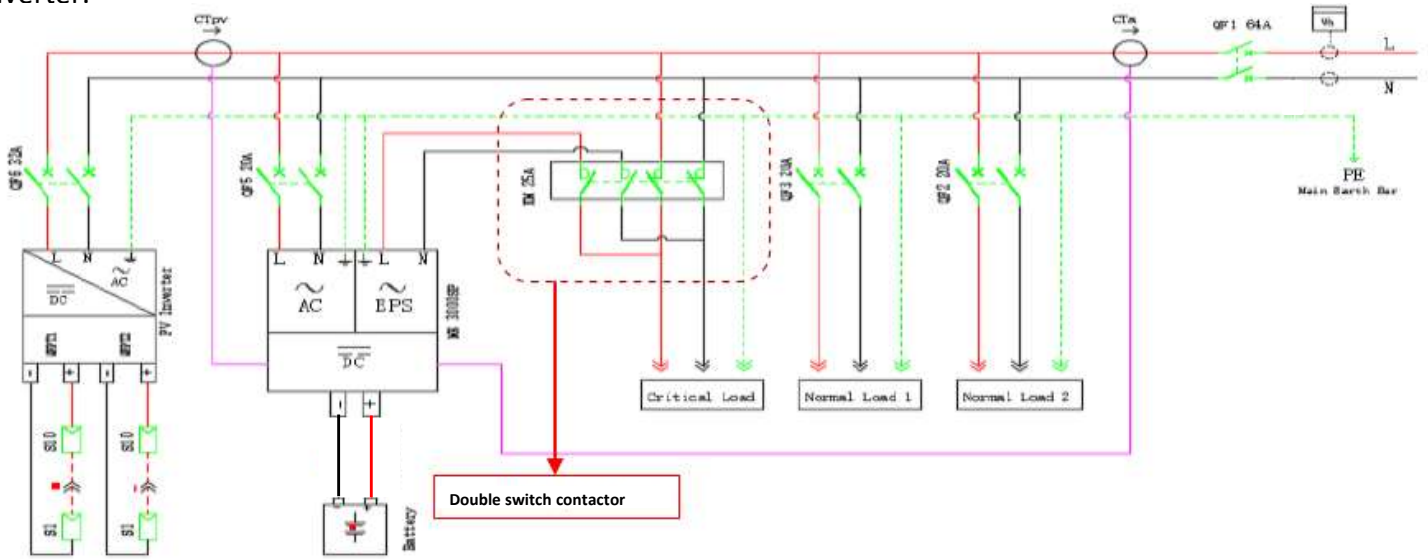 verter.
CTpv
CTm
QF1 64A
Wh
L
N
QF6 32A
QF5 20A
KM 25A
QF3 20A
QF2 20A
PE
Main Earth Bar
L N
AC
DC
PV Inverter
MPPT1
MPPT2
- + - +
L N
L N
AC
EPS
DC
- +
S10
S10
S1
S1
Battery
Critical Load
Normal Load 1
Normal Load 2
Double switch contactor